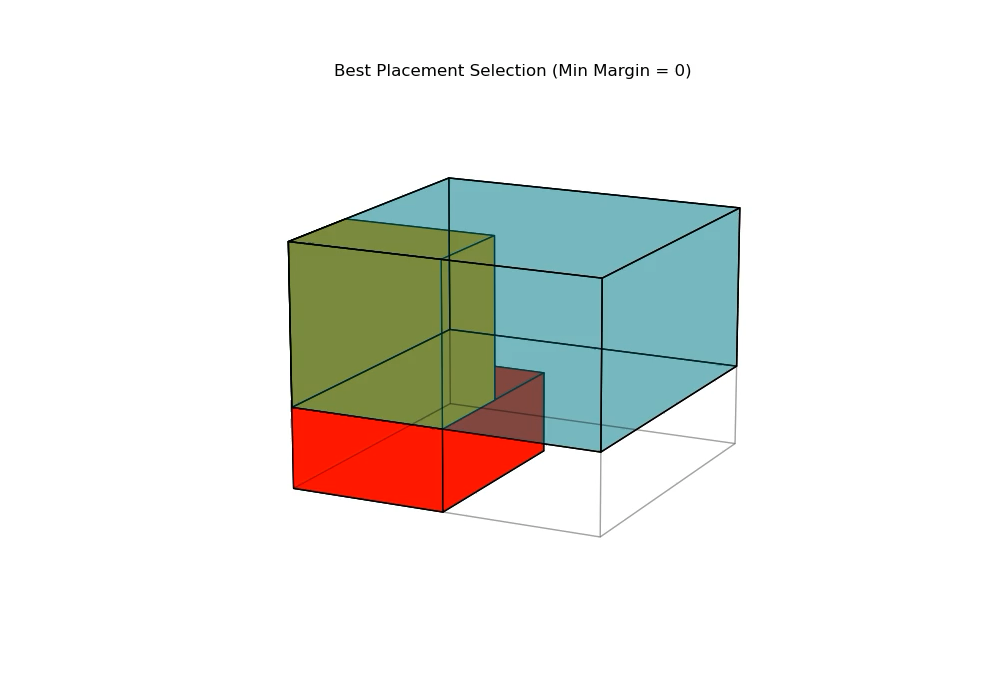 Best Placement Selection (Min Margin = 0)